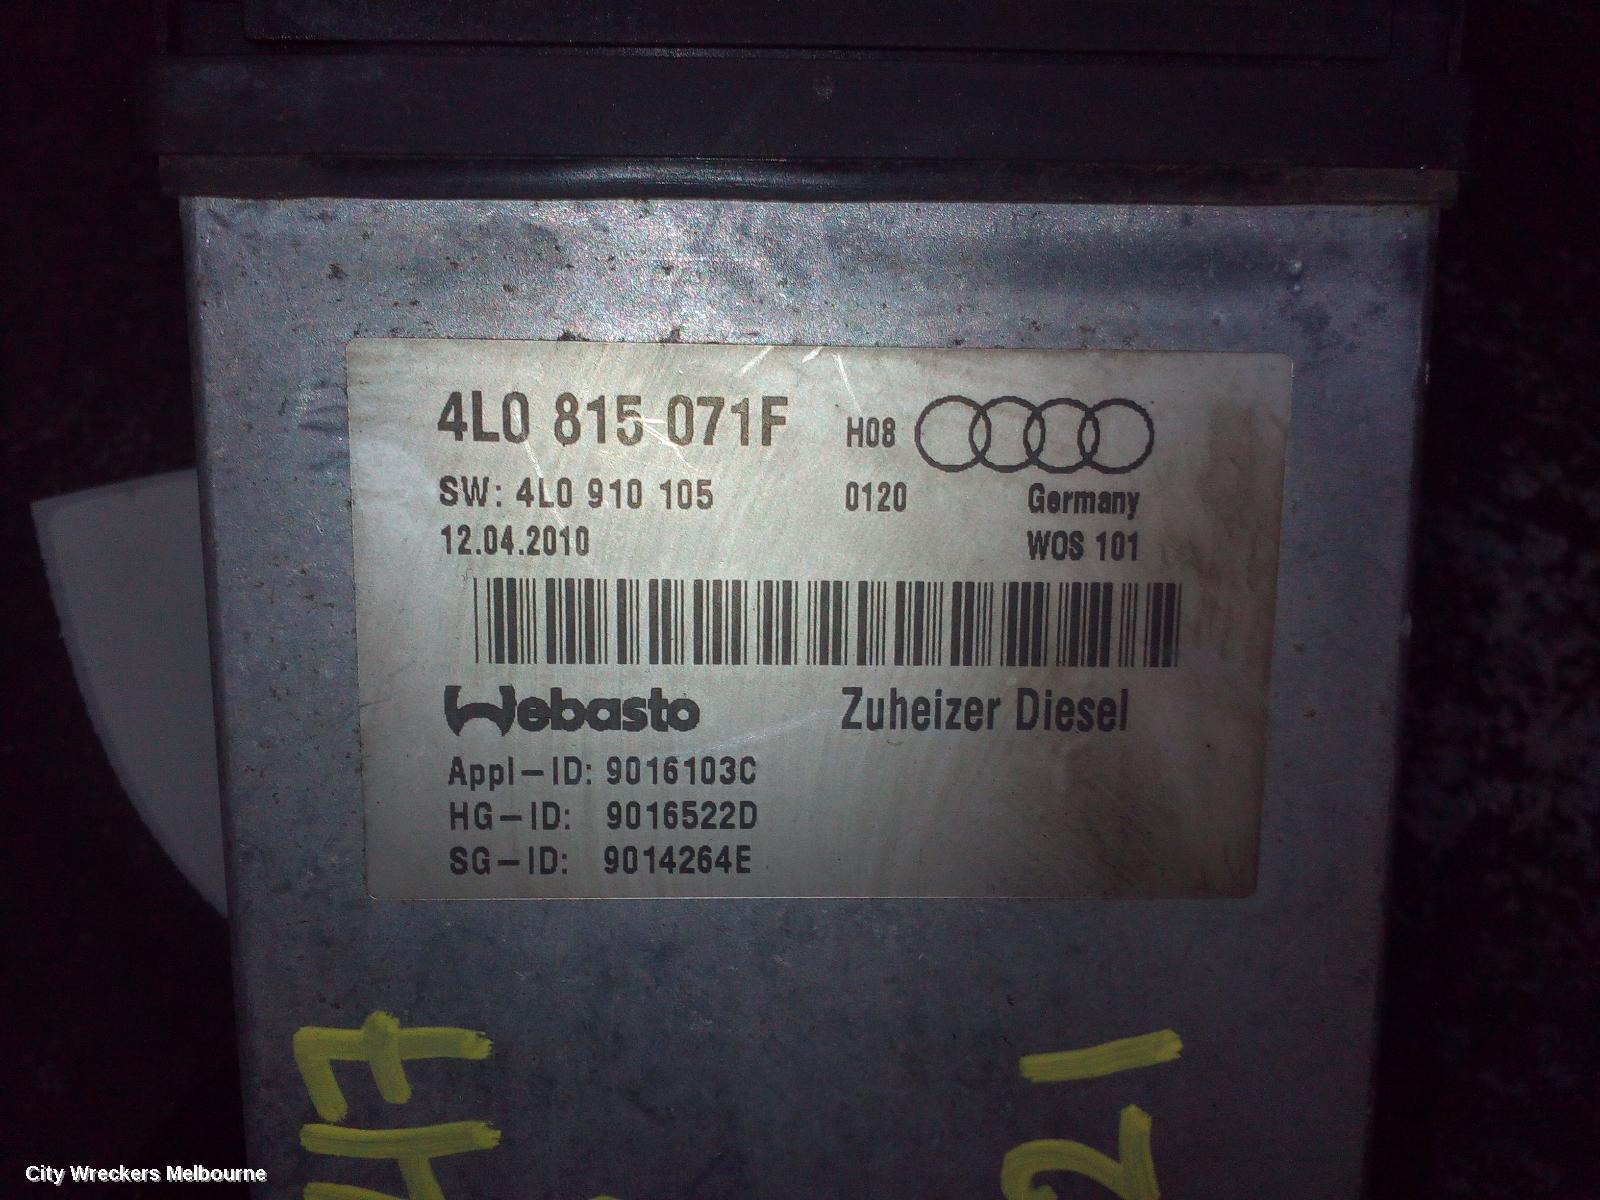 4L0 815 071F H08
SW: 4L0 910 105 0120 Germany
12.04.2010 WOS 101
Webasto Zuheizer Diesel
Appl-ID: 9016103C
HG-ID: 9016522D
SG-ID: 9014264E
City Wreckers Melbourne